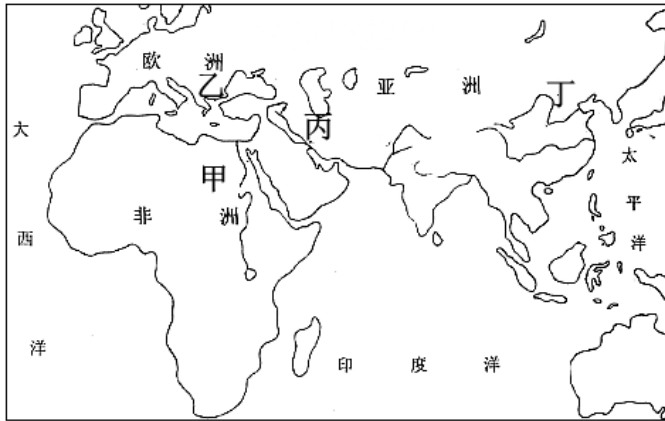 欧 洲
乙
亚 洲
丁
大
西
洋
丙
甲
非 洲
太
平
洋
印 度 洋